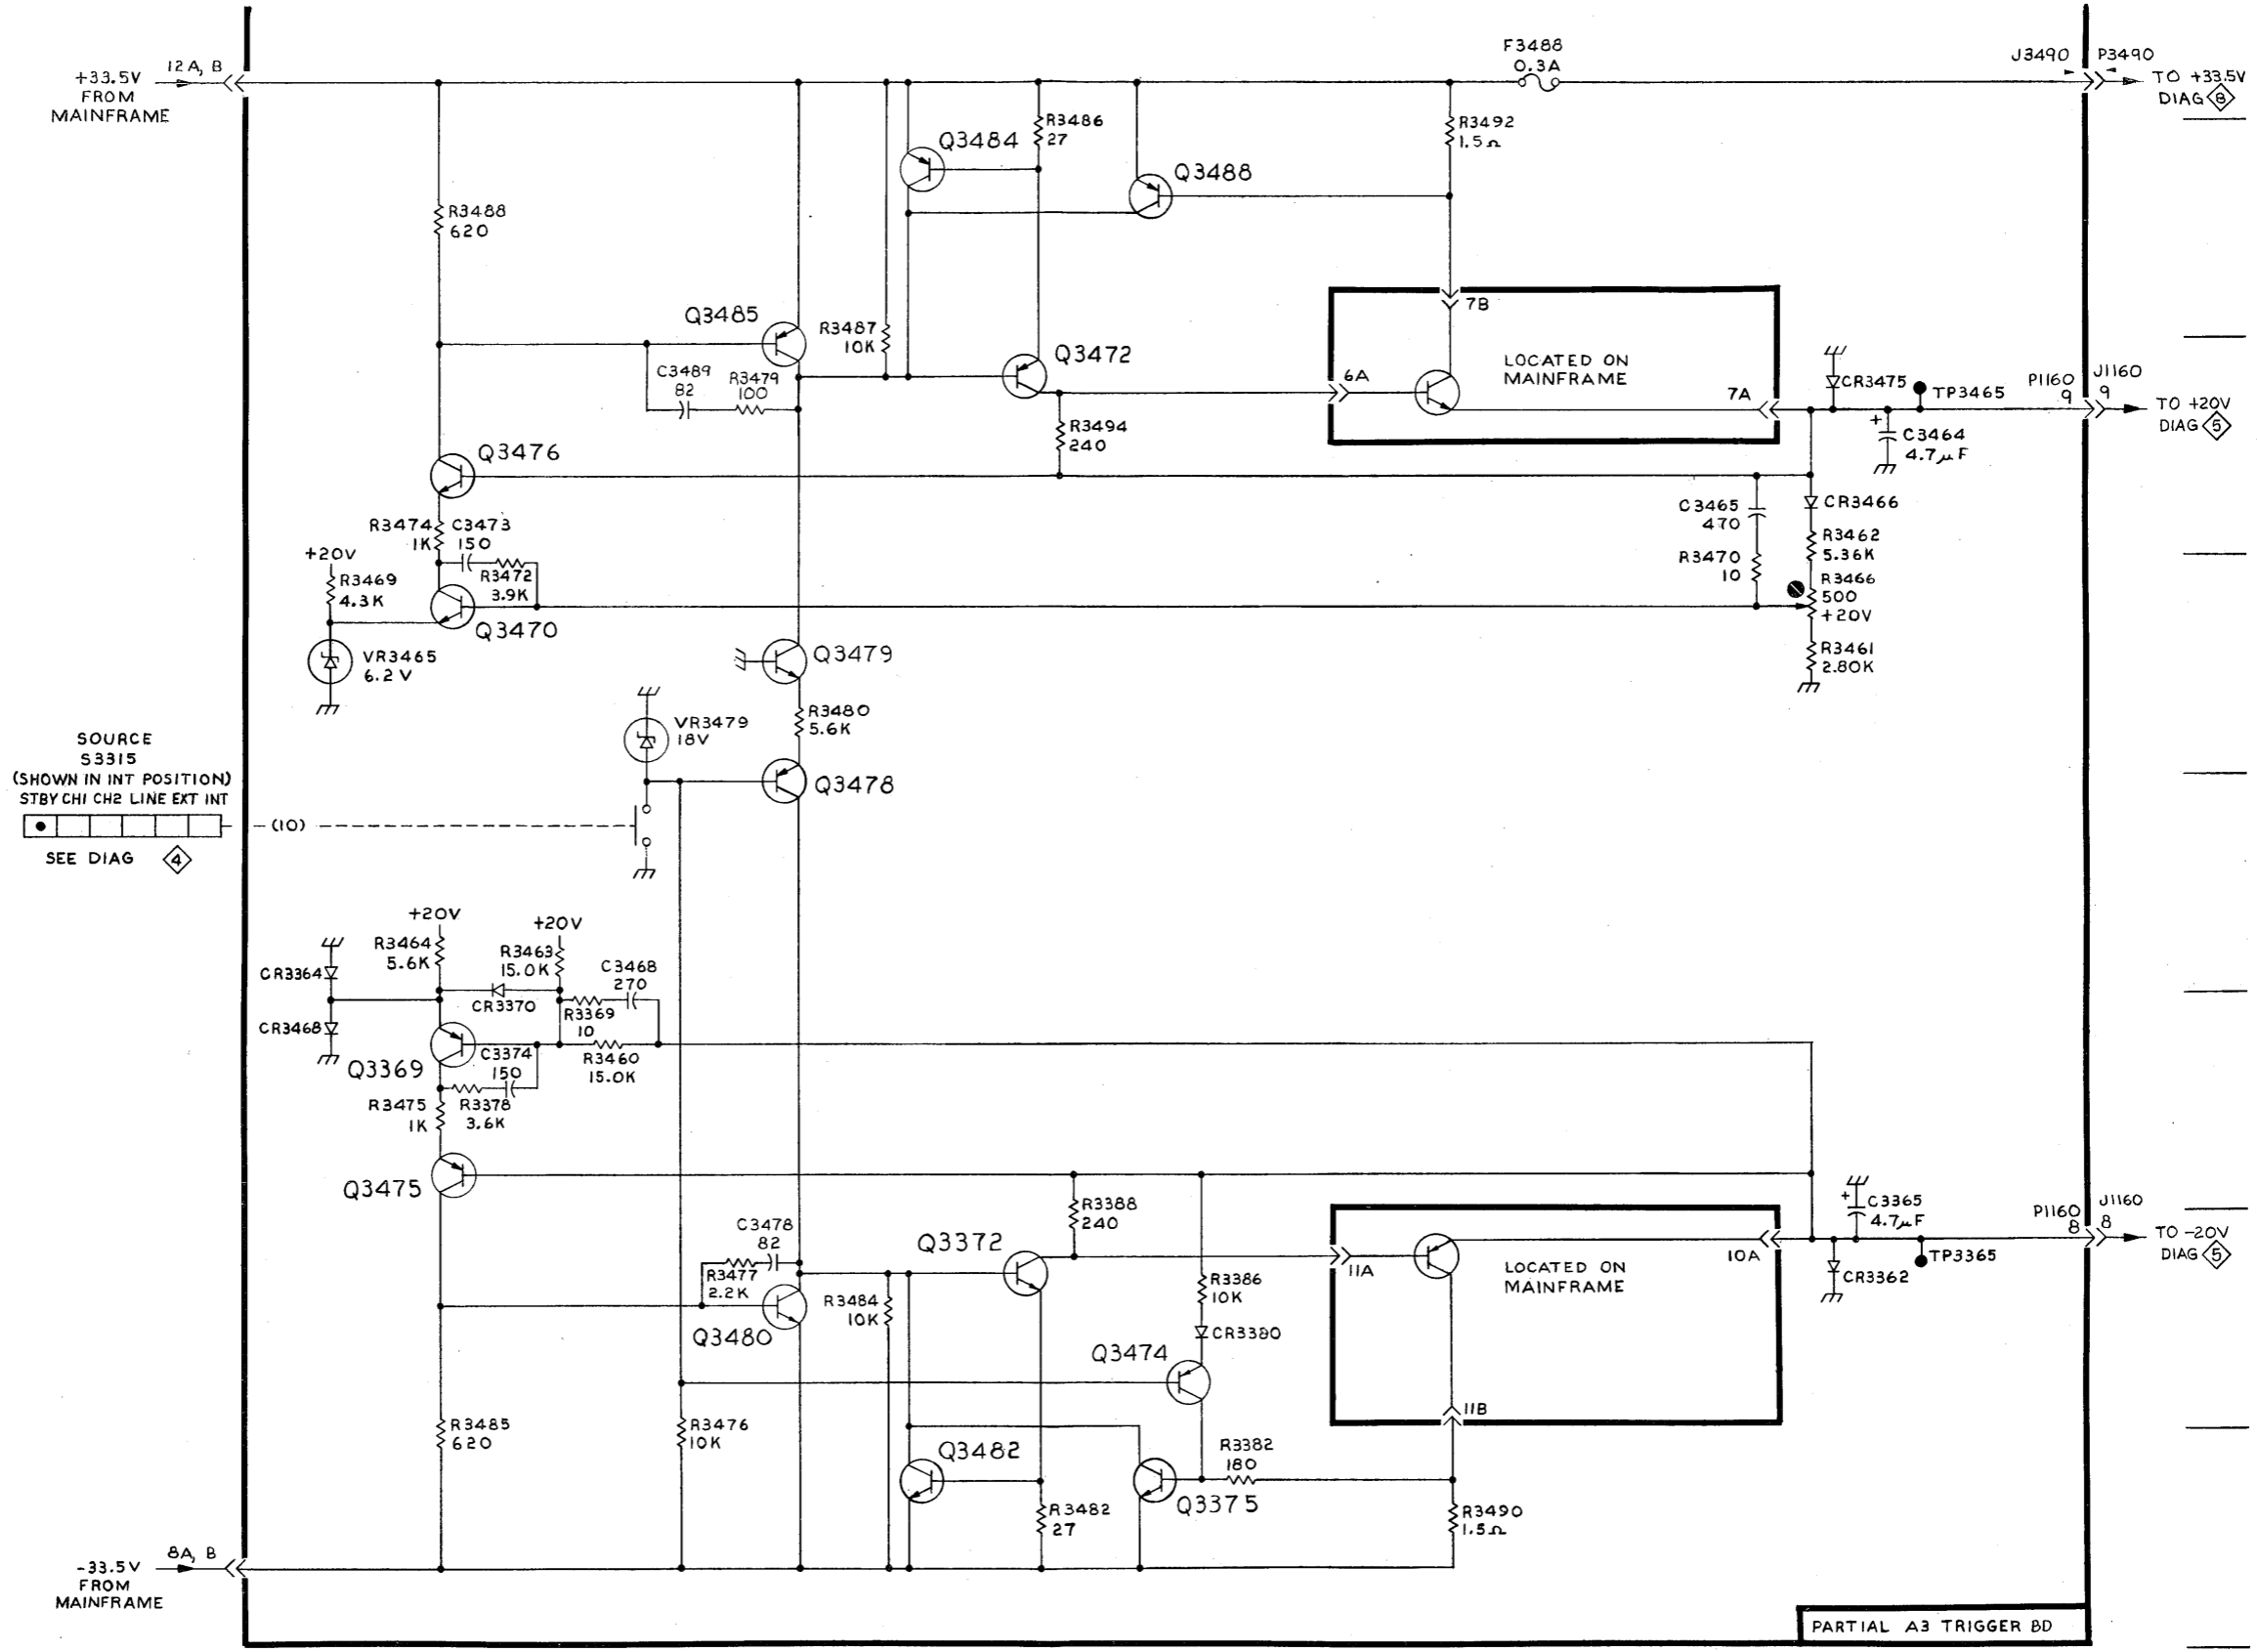 F3488
0.3A
J3490
P3490
+33.5V
FROM
MAINFRAME
12A, B
TO +33.5V
DIAG 8
R3486
27
R3492
1.5Ω
Q3484
Q3488
R3488
620
Q3485
R3487
10K
Q3472
7B
LOCATED ON
MAINFRAME
6A
7A
C3489
82
R3479
100
CR3475
TP3465
P1160
9
J1160
9
TO +20V
DIAG 5
R3494
240
C3464
4.7µF
+
Q3476
C3465
470
CR3466
R3474
1K
C3473
150
R3462
5.36K
+20V
R3469
4.3K
R3472
3.9K
R3470
10
R3466
500
+20V
Q3470
VR3465
6.2V
Q3479
R3461
2.80K
R3480
5.6K
VR3479
18V
SOURCE
S3315
(SHOWN IN INT POSITION)
STBY CH1 CH2 LINE EXT INT
(10)
SEE DIAG 4
Q3478
+20V
R3464
5.6K
+20V
R3463
15.0K
C3468
270
CR3364
CR3370
R3369
10
CR3468
C3374
150
R3460
15.0K
Q3369
R3475
1K
R3378
3.6K
Q3475
R3388
240
+
C3365
4.7µF
P1160
8
J1160
8
TO -20V
DIAG 5
C3478
82
Q3372
R3477
2.2K
11A
LOCATED ON
MAINFRAME
10A
TP3365
CR3362
R3386
10K
R3484
10K
Q3480
CR3380
Q3474
11B
R3485
620
R3476
10K
Q3482
R3382
180
Q3375
R3482
27
R3490
1.5Ω
-33.5V
FROM
MAINFRAME
8A, B
PARTIAL A3 TRIGGER BD